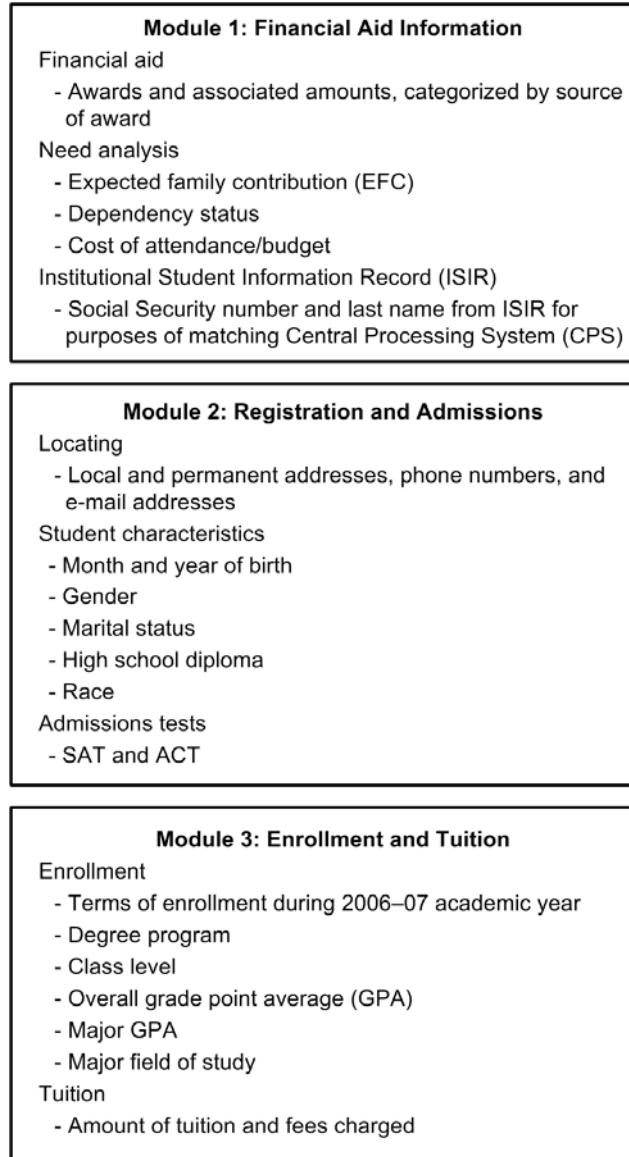 Module 1: Financial Aid Information
Financial aid
- Awards and associated amounts, categorized by source
of award
Need analysis
- Expected family contribution (EFC)
- Dependency status
- Cost of attendance/budget
Institutional Student Information Record (ISIR)
- Social Security number and last name from ISIR for
purposes of matching Central Processing System (CPS)
Module 2: Registration and Admissions
Locating
- Local and permanent addresses, phone numbers, and
e-mail addresses
Student characteristics
- Month and year of birth
- Gender
- Marital status
- High school diploma
- Race
Admissions tests
- SAT and ACT
Module 3: Enrollment and Tuition
Enrollment
- Terms of enrollment during 2006–07 academic year
- Degree program
- Class level
- Overall grade point average (GPA)
- Major GPA
- Major field of study
Tuition
- Amount of tuition and fees charged